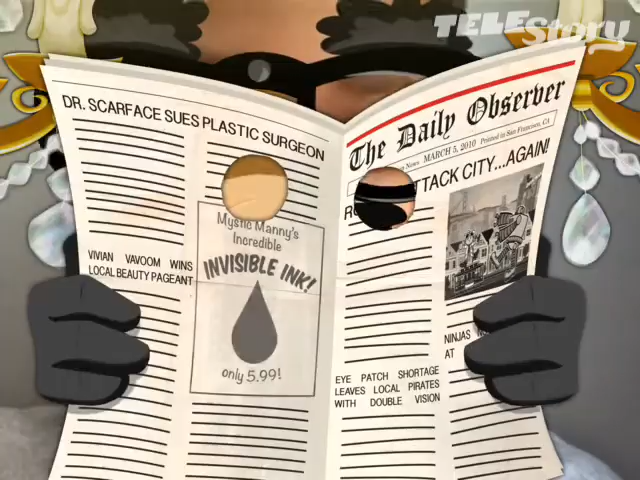 TELEStory
DR. SCARFACE SUES PLASTIC SURGEON
Mystic Manny's
Incredible
INVISIBLE INK!
only 5.99!
VIVIAN VAVOOM WINS
LOCAL BEAUTY PAGEANT
The Daily Observer
News MARCH 5, 2010 Printed in San Francisco, CA
ATTACK CITY...AGAIN!
NINJAS
AT
EYE PATCH SHORTAGE
LEAVES LOCAL PIRATES
WITH DOUBLE VISION